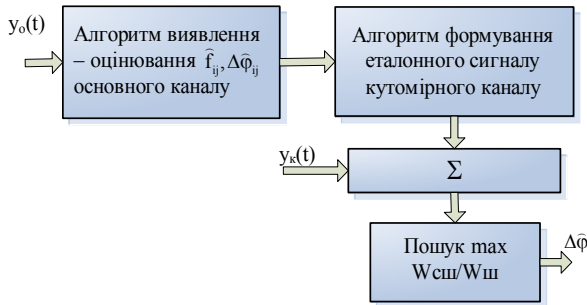 y₀(t)
Алгоритм виявлення
– оцінювання f̂ᵢⱼ, Δφ̂ᵢⱼ
основного каналу
Алгоритм формування
еталонного сигналу
кутомірного каналу
yₖ(t)
Σ
Пошук max
Wсш/Wш
Δφ̂